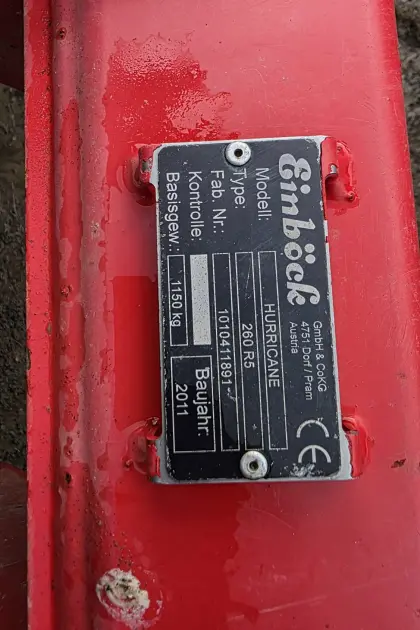 Einböck
GmbH & CoKG
4751 Dorf / Pram
Austria
CE
Modell: HURRICANE
Type: 260 R5
Fab. Nr.: 1010411891-
Kontrolle:
Basisgew.: 1150 kg
Baujahr: 2011